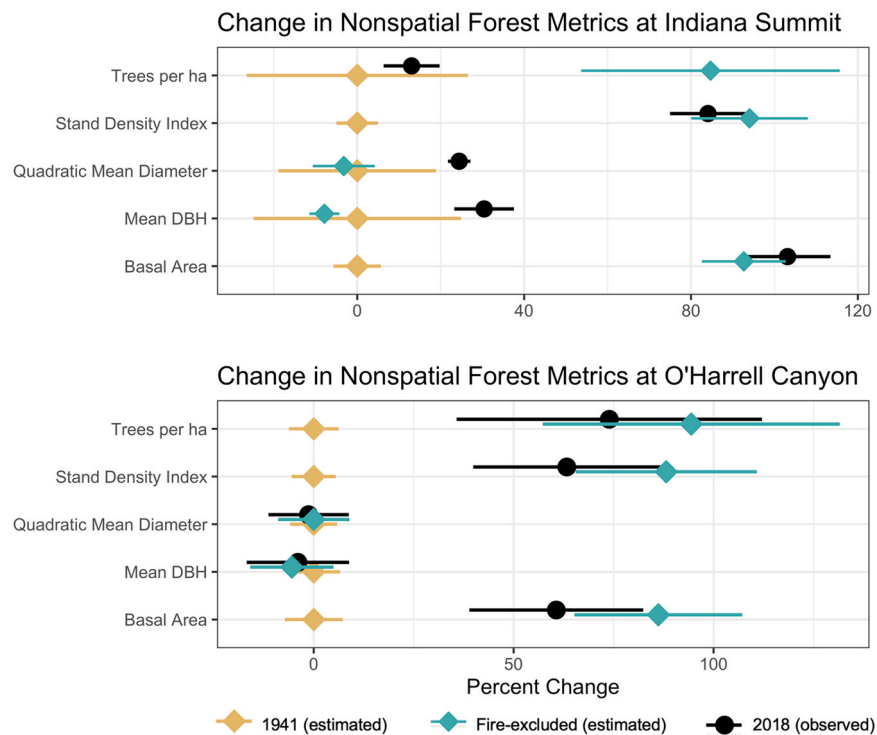 Change in Nonspatial Forest Metrics at Indiana Summit
Trees per ha
Stand Density Index
Quadratic Mean Diameter
Mean DBH
Basal Area
0 40 80 120
Change in Nonspatial Forest Metrics at O'Harrell Canyon
Trees per ha
Stand Density Index
Quadratic Mean Diameter
Mean DBH
Basal Area
0 50 100
Percent Change
1941 (estimated) Fire-excluded (estimated) 2018 (observed)